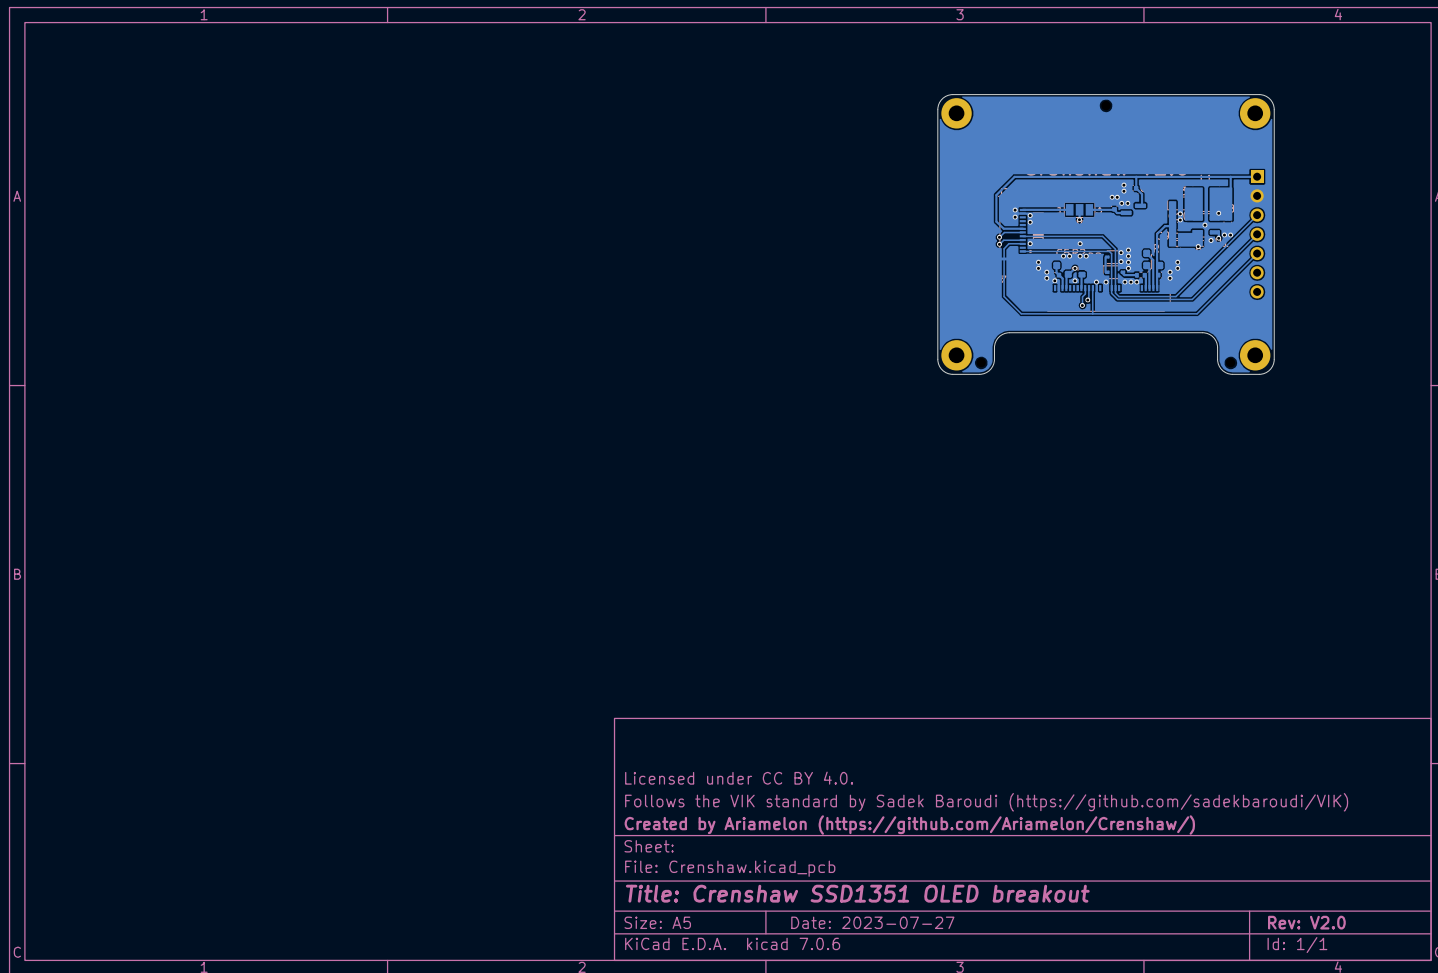 1 2 3 4
A
B
C
Licensed under CC BY 4.0.
Follows the VIK standard by Sadek Baroudi (https://github.com/sadekbaroudi/VIK)
Created by Ariamelon (https://github.com/Ariamelon/Crenshaw/)
Sheet:
File: Crenshaw.kicad_pcb
Title: Crenshaw SSD1351 OLED breakout
Size: A5 Date: 2023-07-27 Rev: V2.0
KiCad E.D.A. kicad 7.0.6 Id: 1/1
1 2 3 4